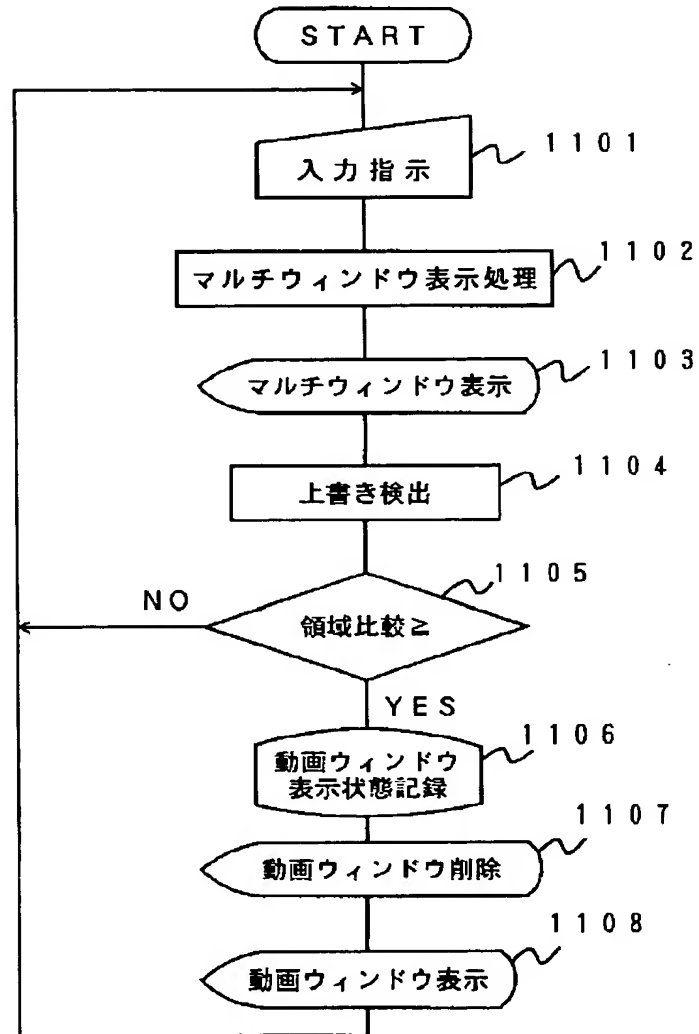 START
入力指示
1101
マルチウィンドウ表示処理
1102
マルチウィンドウ表示
1103
上書き検出
1104
領域比較≧
1105
NO
YES
動画ウィンドウ
表示状態記録
1106
動画ウィンドウ削除
1107
動画ウィンドウ表示
1108